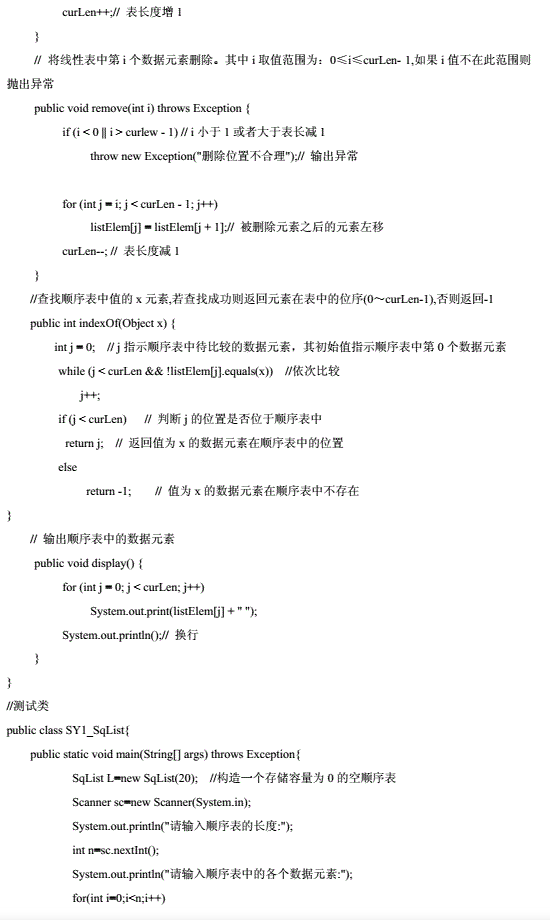 curLen++;// 表长度增 1
}
// 将线性表中第 i 个数据元素删除。其中 i 取值范围为：0≤i≤curLen- 1,如果 i 值不在此范围则
抛出异常
public void remove(int i) throws Exception {
if (i < 0 || i > curlew - 1) // i 小于 1 或者大于表长减 1
throw new Exception("删除位置不合理");// 输出异常
for (int j = i; j < curLen - 1; j++)
listElem[j] = listElem[j + 1];// 被删除元素之后的元素左移
curLen--; // 表长度减 1
}
//查找顺序表中值的 x 元素,若查找成功则返回元素在表中的位序(0～curLen-1),否则返回-1
public int indexOf(Object x) {
int j = 0; // j 指示顺序表中待比较的数据元素，其初始值指示顺序表中第 0 个数据元素
while (j < curLen && !listElem[j].equals(x)) //依次比较
j++;
if (j < curLen) // 判断 j 的位置是否位于顺序表中
return j; // 返回值为 x 的数据元素在顺序表中的位置
else
return -1; // 值为 x 的数据元素在顺序表中不存在
}
// 输出顺序表中的数据元素
public void display() {
for (int j = 0; j < curLen; j++)
System.out.print(listElem[j] + " ");
System.out.println();// 换行
}
}
//测试类
public class SY1_SqList{
public static void main(String[] args) throws Exception{
SqList L=new SqList(20); //构造一个存储容量为 0 的空顺序表
Scanner sc=new Scanner(System.in);
System.out.println("请输入顺序表的长度:");
int n=sc.nextInt();
System.out.println("请输入顺序表中的各个数据元素:");
for(int i=0;i<n;i++)